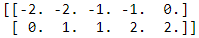 [[-2. -2. -1. -1.  0.]
 [ 0.  1.  1.  2.  2.]]